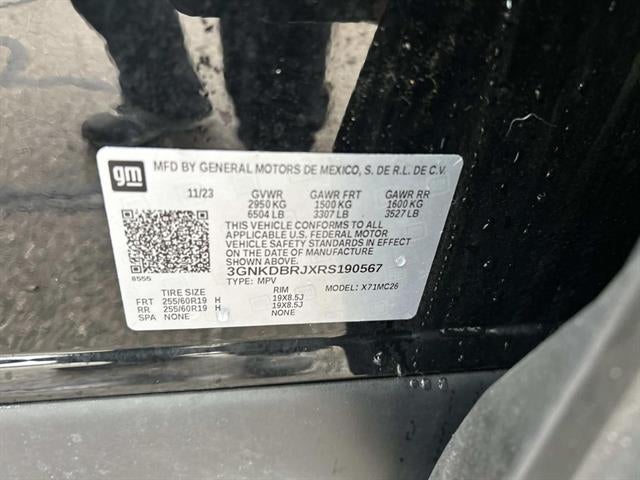 gm MFD BY GENERAL MOTORS DE MEXICO, S. DE R.L. DE C.V.
11/23 GVWR GAWR FRT GAWR RR
2950 KG 1500 KG 1600 KG
6504 LB 3307 LB 3527 LB
THIS VEHICLE CONFORMS TO ALL
APPLICABLE U.S. FEDERAL MOTOR
VEHICLE SAFETY STANDARDS IN EFFECT
ON THE DATE OF MANUFACTURE
SHOWN ABOVE.
8555 3GNKDBRJXRS190567
TYPE: MPV MODEL: X71MC26
TIRE SIZE RIM
FRT 255/60R19 H 19X8.5J
RR 255/60R19 H 19X8.5J
SPA NONE NONE